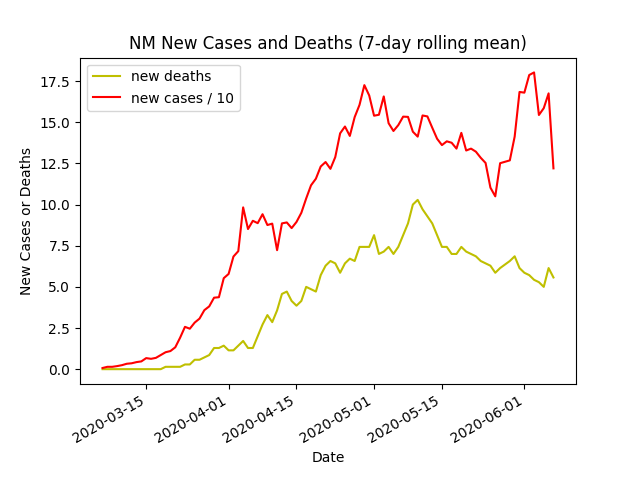 NM New Cases and Deaths (7-day rolling mean)
new deaths
new cases / 10
17.5
15.0
12.5
10.0
7.5
5.0
2.5
0.0
New Cases or Deaths
2020-03-15
2020-04-01
2020-04-15
2020-05-01
2020-05-15
2020-06-01
Date